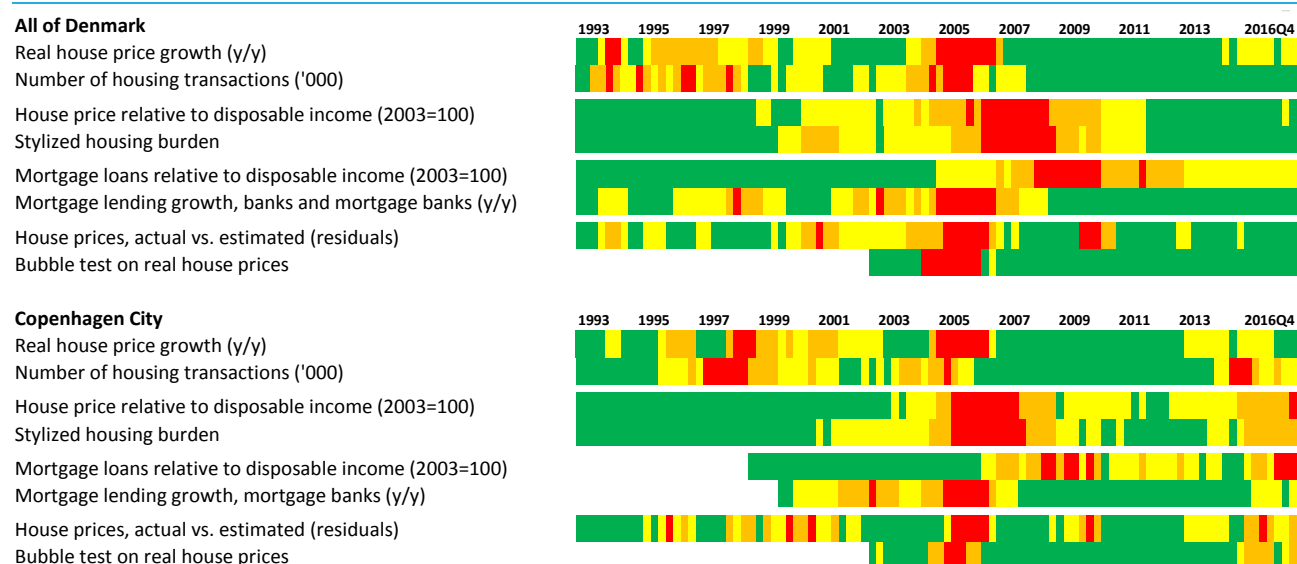 All of Denmark
1993 1995 1997 1999 2001 2003 2005 2007 2009 2011 2013 2016Q4
Real house price growth (y/y)
Number of housing transactions ('000)
House price relative to disposable income (2003=100)
Stylized housing burden
Mortgage loans relative to disposable income (2003=100)
Mortgage lending growth, banks and mortgage banks (y/y)
House prices, actual vs. estimated (residuals)
Bubble test on real house prices
Copenhagen City
1993 1995 1997 1999 2001 2003 2005 2007 2009 2011 2013 2016Q4
Real house price growth (y/y)
Number of housing transactions ('000)
House price relative to disposable income (2003=100)
Stylized housing burden
Mortgage loans relative to disposable income (2003=100)
Mortgage lending growth, mortgage banks (y/y)
House prices, actual vs. estimated (residuals)
Bubble test on real house prices